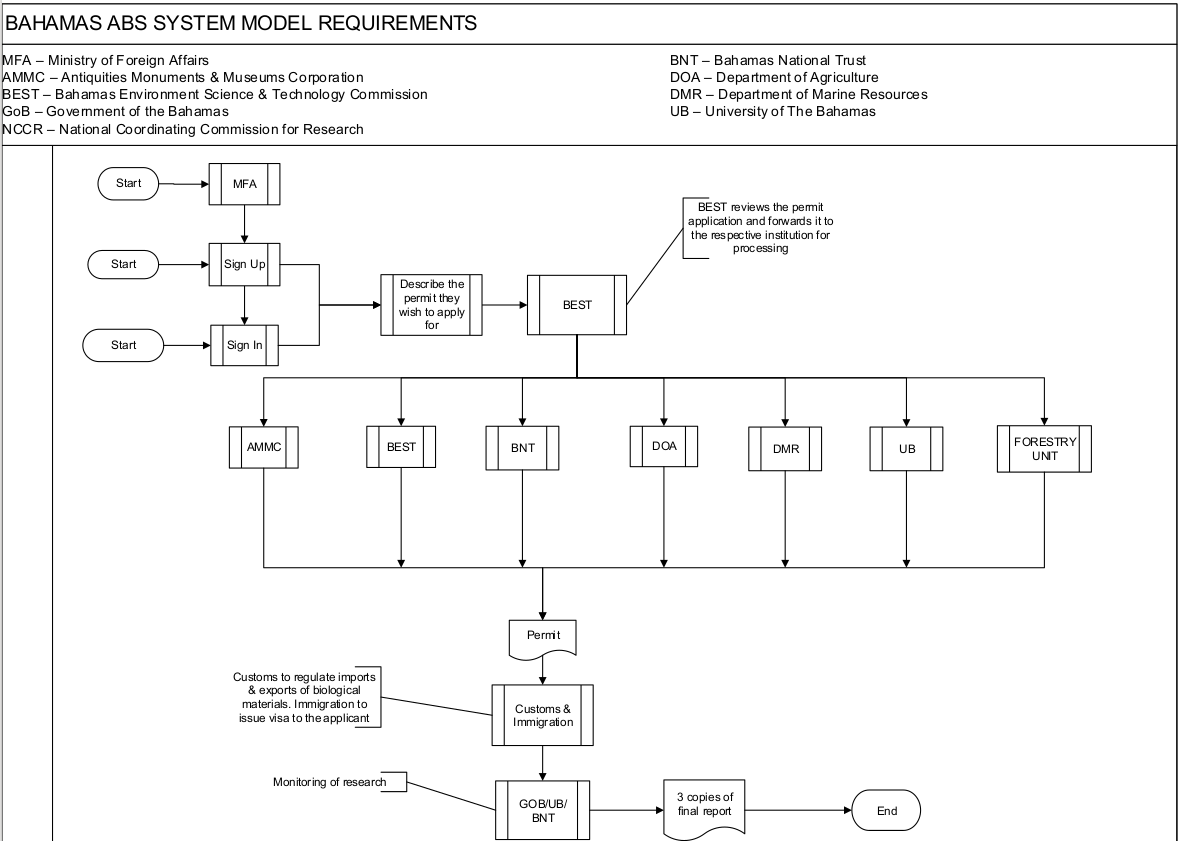 BAHAMAS ABS SYSTEM MODEL REQUIREMENTS
MFA – Ministry of Foreign Affairs
AMMC – Antiquities Monuments & Museums Corporation
BEST – Bahamas Environment Science & Technology Commission
GoB – Government of the Bahamas
NCCR – National Coordinating Commission for Research
BNT – Bahamas National Trust
DOA – Department of Agriculture
DMR – Department of Marine Resources
UB – University of The Bahamas
Start
MFA
Start
Sign Up
Start
Sign In
Describe the
permit they
wish to apply
for
BEST
BEST reviews the permit
application and forwards it to
the respective institution for
processing
AMMC
BEST
BNT
DOA
DMR
UB
FORESTRY
UNIT
Permit
Customs to regulate imports
& exports of biological
materials. Immigration to
issue visa to the applicant
Customs &
Immigration
Monitoring of research
GOB/UB/
BNT
3 copies of
final report
End